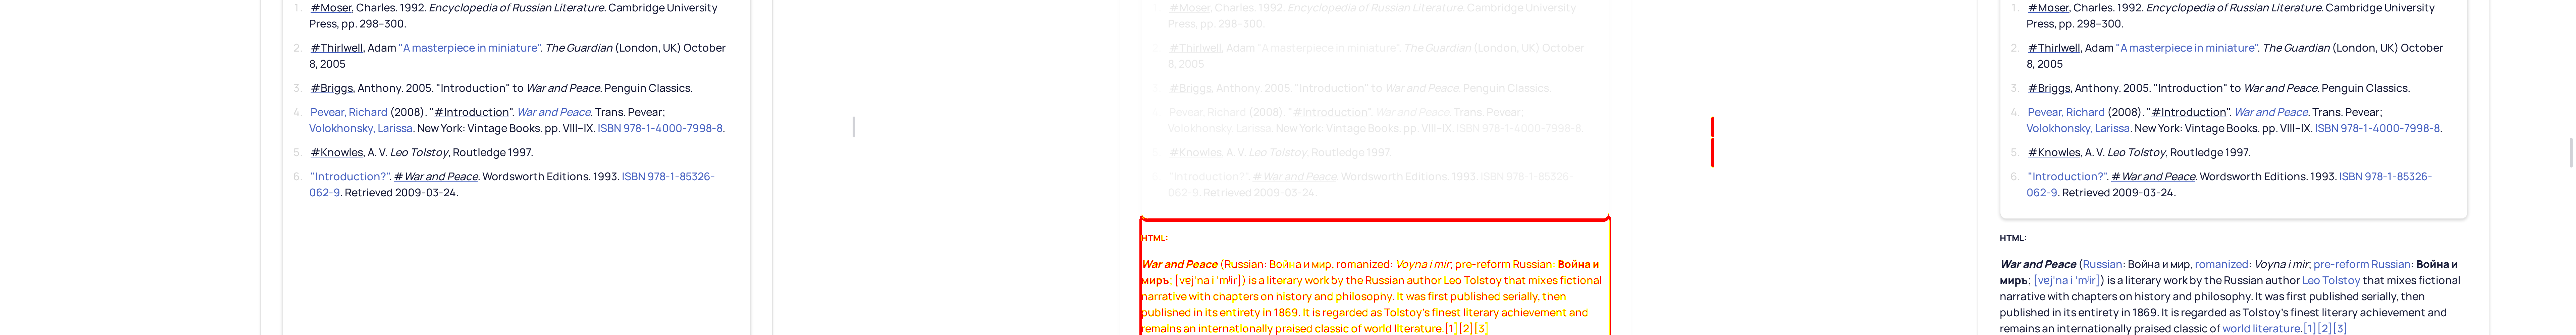 1. #Moser, Charles. 1992. Encyclopedia of Russian Literature. Cambridge University
Press, pp. 298–300.
2. #Thirlwell, Adam "A masterpiece in miniature". The Guardian (London, UK) October
8, 2005
3. #Briggs, Anthony. 2005. "Introduction" to War and Peace. Penguin Classics.
4. Pevear, Richard (2008). "#Introduction". War and Peace. Trans. Pevear;
Volokhonsky, Larissa. New York: Vintage Books. pp. VIII–IX. ISBN 978-1-4000-7998-8.
5. #Knowles, A. V. Leo Tolstoy, Routledge 1997.
6. "Introduction?". #War and Peace. Wordsworth Editions. 1993. ISBN 978-1-85326-
062-9. Retrieved 2009-03-24.
1. #Moser, Charles. 1992. Encyclopedia of Russian Literature. Cambridge University
Press, pp. 298–300.
2. #Thirlwell, Adam "A masterpiece in miniature". The Guardian (London, UK) October
8, 2005
3. #Briggs, Anthony. 2005. "Introduction" to War and Peace. Penguin Classics.
4. Pevear, Richard (2008). "#Introduction". War and Peace. Trans. Pevear;
Volokhonsky, Larissa. New York: Vintage Books. pp. VIII–IX. ISBN 978-1-4000-7998-8.
5. #Knowles, A. V. Leo Tolstoy, Routledge 1997.
6. "Introduction?". #War and Peace. Wordsworth Editions. 1993. ISBN 978-1-85326-
062-9. Retrieved 2009-03-24.
HTML:
War and Peace (Russian: Война и мир, romanized: Voyna i mir; pre-reform Russian: Война и
миръ; [vɐjˈna i ˈmʲir]) is a literary work by the Russian author Leo Tolstoy that mixes fictional
narrative with chapters on history and philosophy. It was first published serially, then
published in its entirety in 1869. It is regarded as Tolstoy's finest literary achievement and
remains an internationally praised classic of world literature.[1][2][3]
1. #Moser, Charles. 1992. Encyclopedia of Russian Literature. Cambridge University
Press, pp. 298–300.
2. #Thirlwell, Adam "A masterpiece in miniature". The Guardian (London, UK) October
8, 2005
3. #Briggs, Anthony. 2005. "Introduction" to War and Peace. Penguin Classics.
4. Pevear, Richard (2008). "#Introduction". War and Peace. Trans. Pevear;
Volokhonsky, Larissa. New York: Vintage Books. pp. VIII–IX. ISBN 978-1-4000-7998-8.
5. #Knowles, A. V. Leo Tolstoy, Routledge 1997.
6. "Introduction?". #War and Peace. Wordsworth Editions. 1993. ISBN 978-1-85326-
062-9. Retrieved 2009-03-24.
HTML:
War and Peace (Russian: Война и мир, romanized: Voyna i mir; pre-reform Russian: Война и
миръ; [vɐjˈna i ˈmʲir]) is a literary work by the Russian author Leo Tolstoy that mixes fictional
narrative with chapters on history and philosophy. It was first published serially, then
published in its entirety in 1869. It is regarded as Tolstoy's finest literary achievement and
remains an internationally praised classic of world literature.[1][2][3]